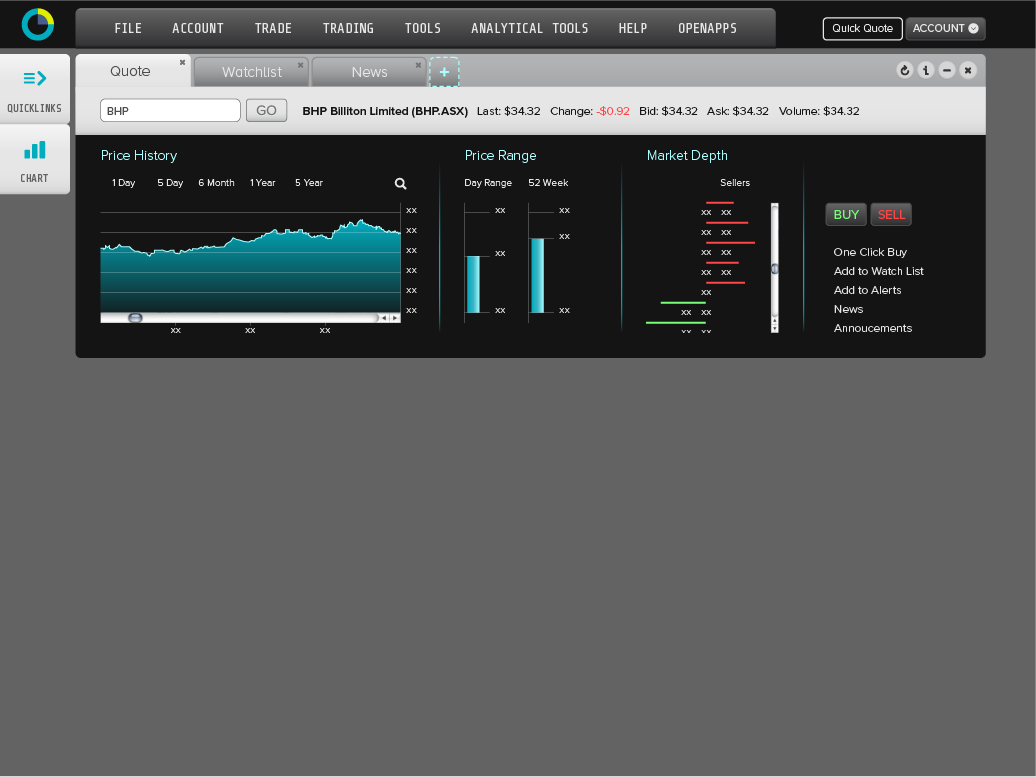 FILE ACCOUNT TRADE TRADING TOOLS ANALYTICAL TOOLS HELP OPENAPPS
Quick Quote ACCOUNT
QUICKLINKS
CHART
Quote Watchlist News +
BHP GO BHP Billiton Limited (BHP.ASX) Last: $34.32 Change: -$0.92 Bid: $34.32 Ask: $34.32 Volume: $34.32
Price History
1 Day 5 Day 6 Month 1 Year 5 Year
xx
xx
xx
xx
xx
xx
xx xx xx
Price Range
Day Range 52 Week
xx xx
xx
xx
xx xx
Market Depth
Sellers
xx xx
xx xx
xx xx
xx xx
xx
xx xx
xx xx
BUY SELL
One Click Buy
Add to Watch List
Add to Alerts
News
Annoucements